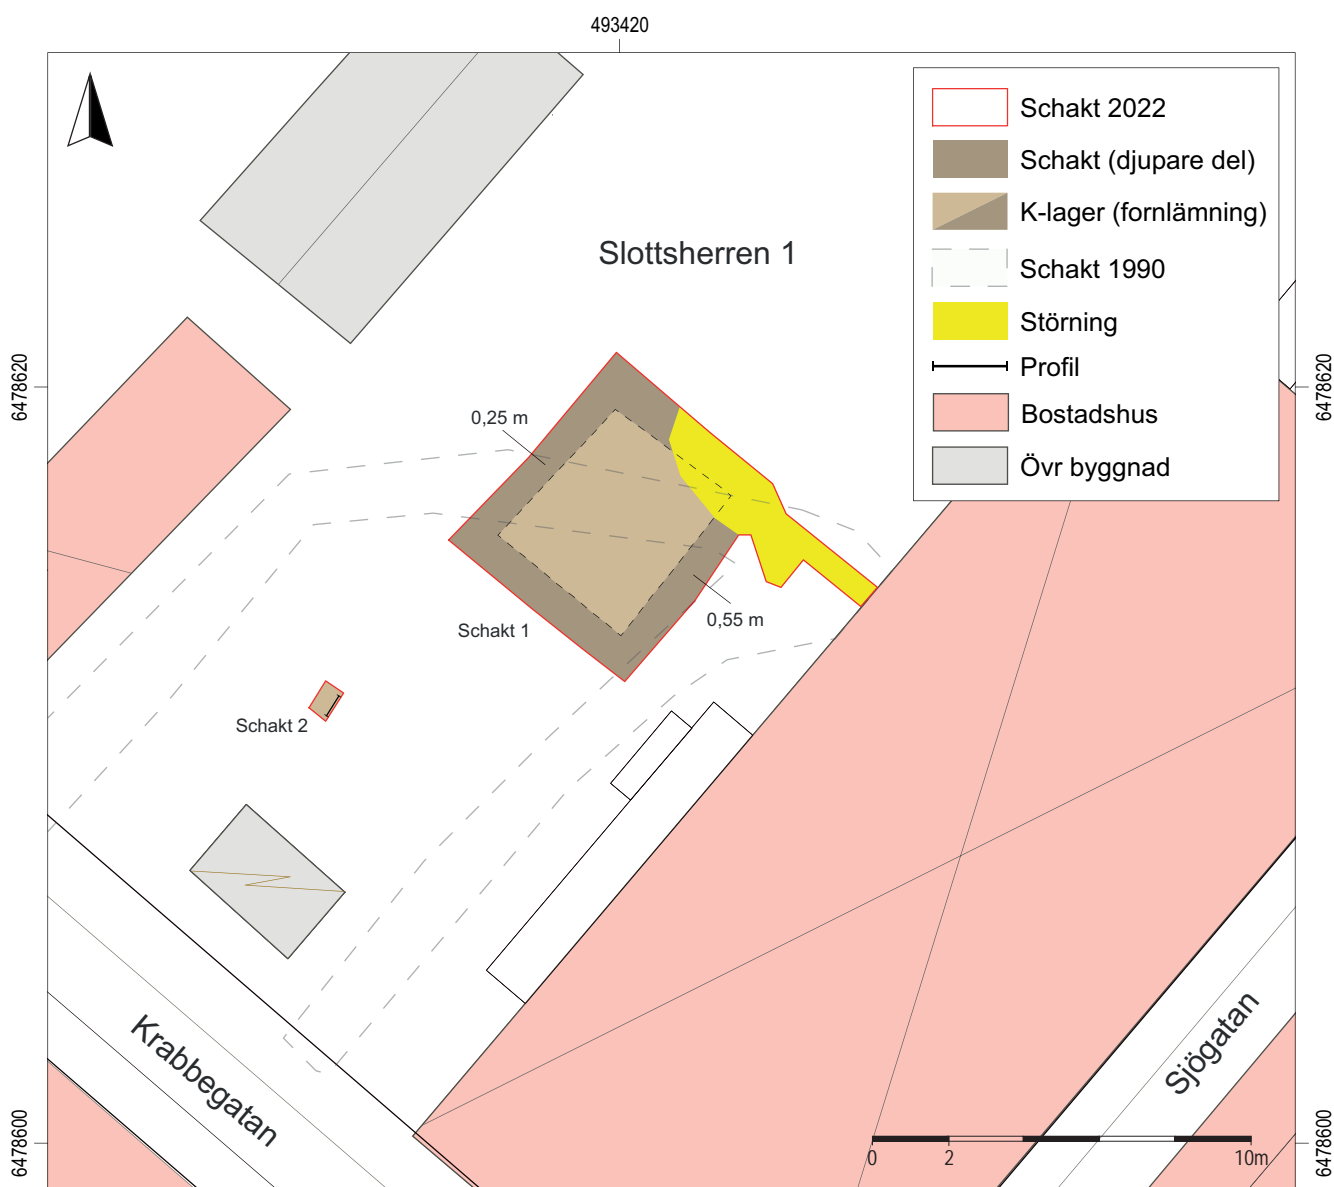 493420
Schakt 2022
Schakt (djupare del)
K-lager (fornlämning)
Schakt 1990
Störning
Profil
Bostadshus
Övr byggnad
Slottsherren 1
6478620
6478620
0,25 m
0,55 m
Schakt 1
Schakt 2
Krabbegatan
Sjögatan
6478600
6478600
0
2
10m